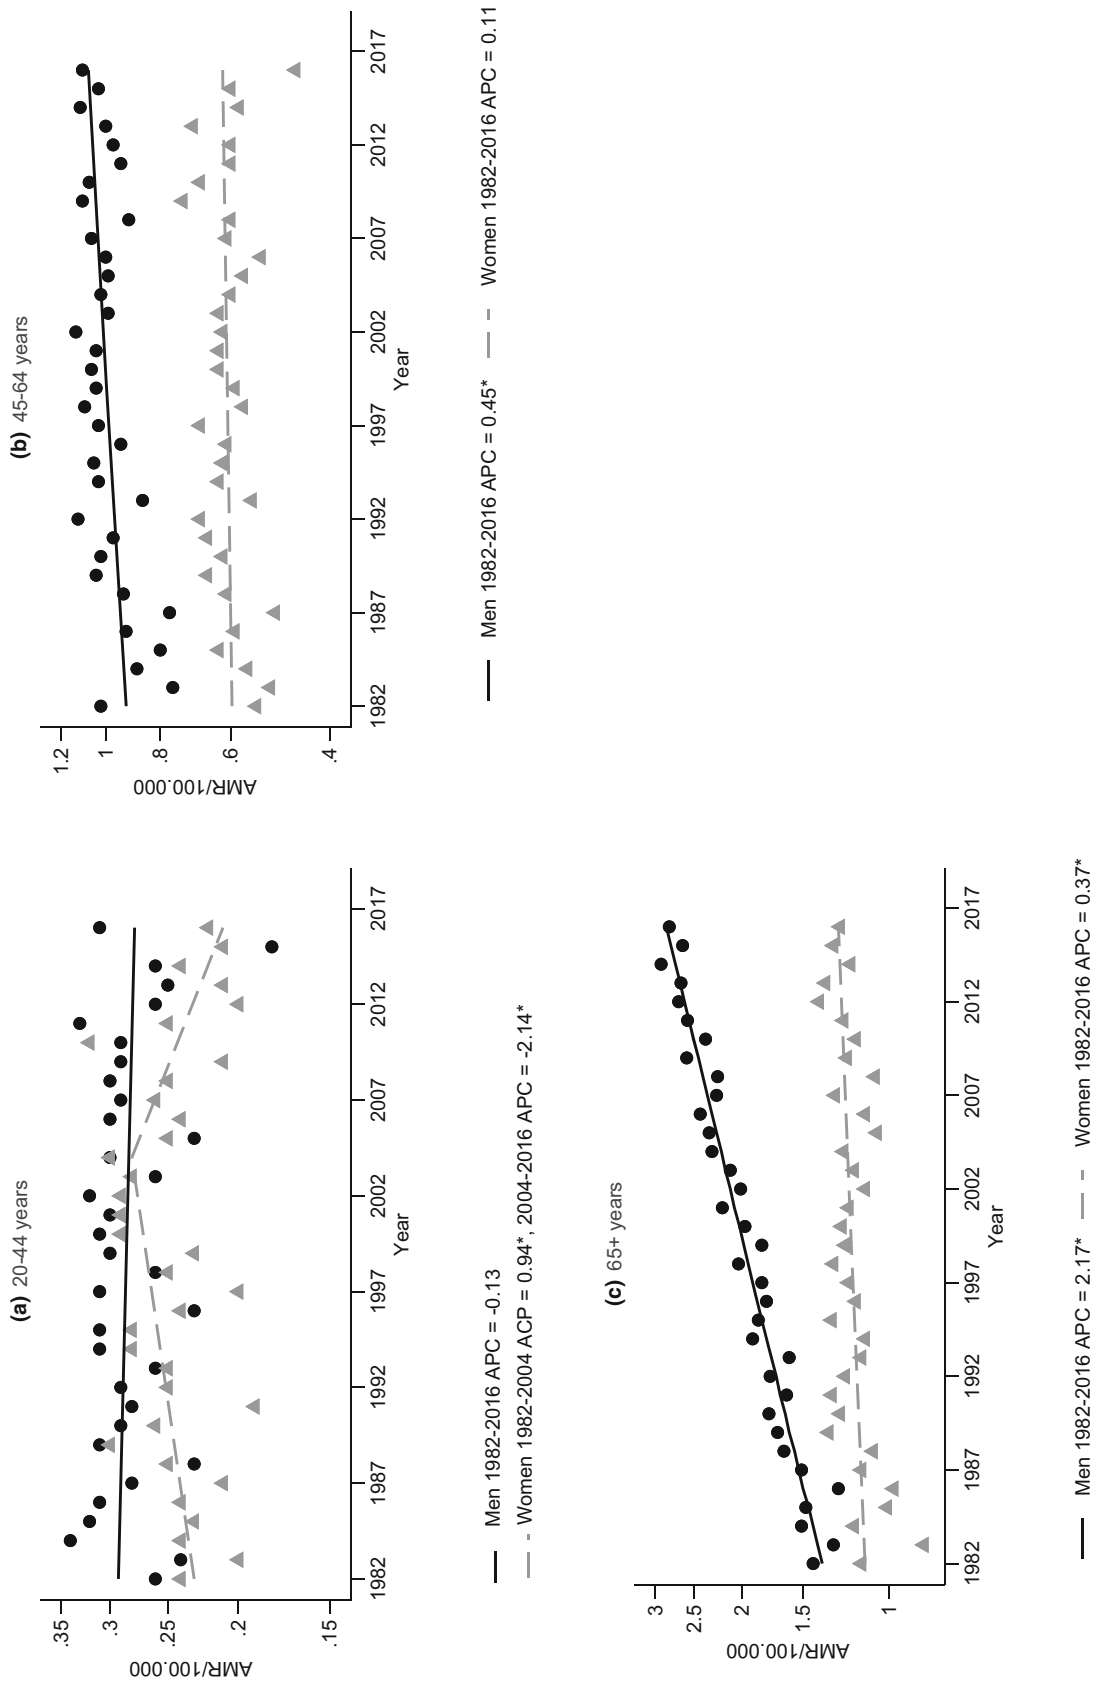 (a) 20-44 years
AMR/100.000
.35
.3
.25
.2
.15
1982 1987 1992 1997 2002 2007 2012 2017
Year
Men 1982-2016 APC = -0.13
Women 1982-2004 ACP = 0.94*, 2004-2016 APC = -2.14*
(b) 45-64 years
AMR/100.000
1.2
1
.8
.6
.4
1982 1987 1992 1997 2002 2007 2012 2017
Year
Men 1982-2016 APC = 0.45* Women 1982-2016 APC = 0.11
(c) 65+ years
AMR/100.000
3
2.5
2
1.5
1
1982 1987 1992 1997 2002 2007 2012 2017
Year
Men 1982-2016 APC = 2.17* Women 1982-2016 APC = 0.37*